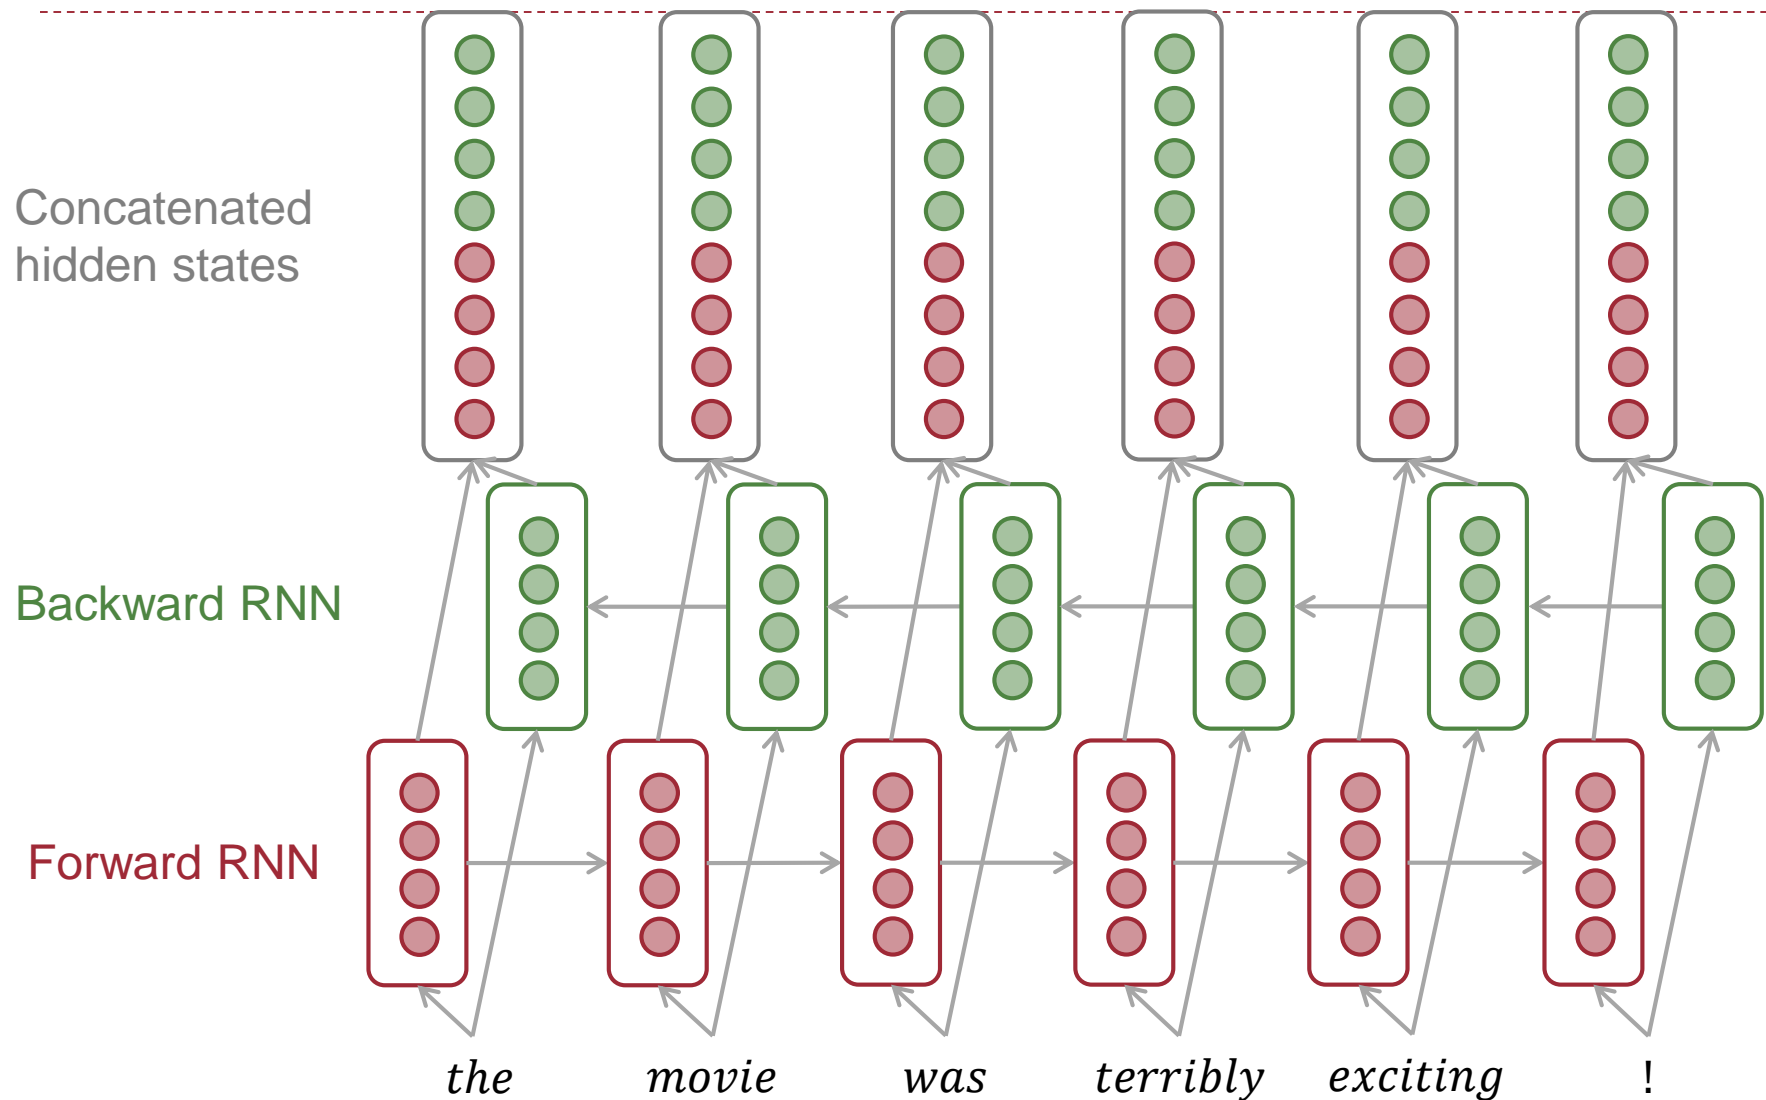 Concatenated
hidden states
Backward RNN
Forward RNN
the movie was terribly exciting !